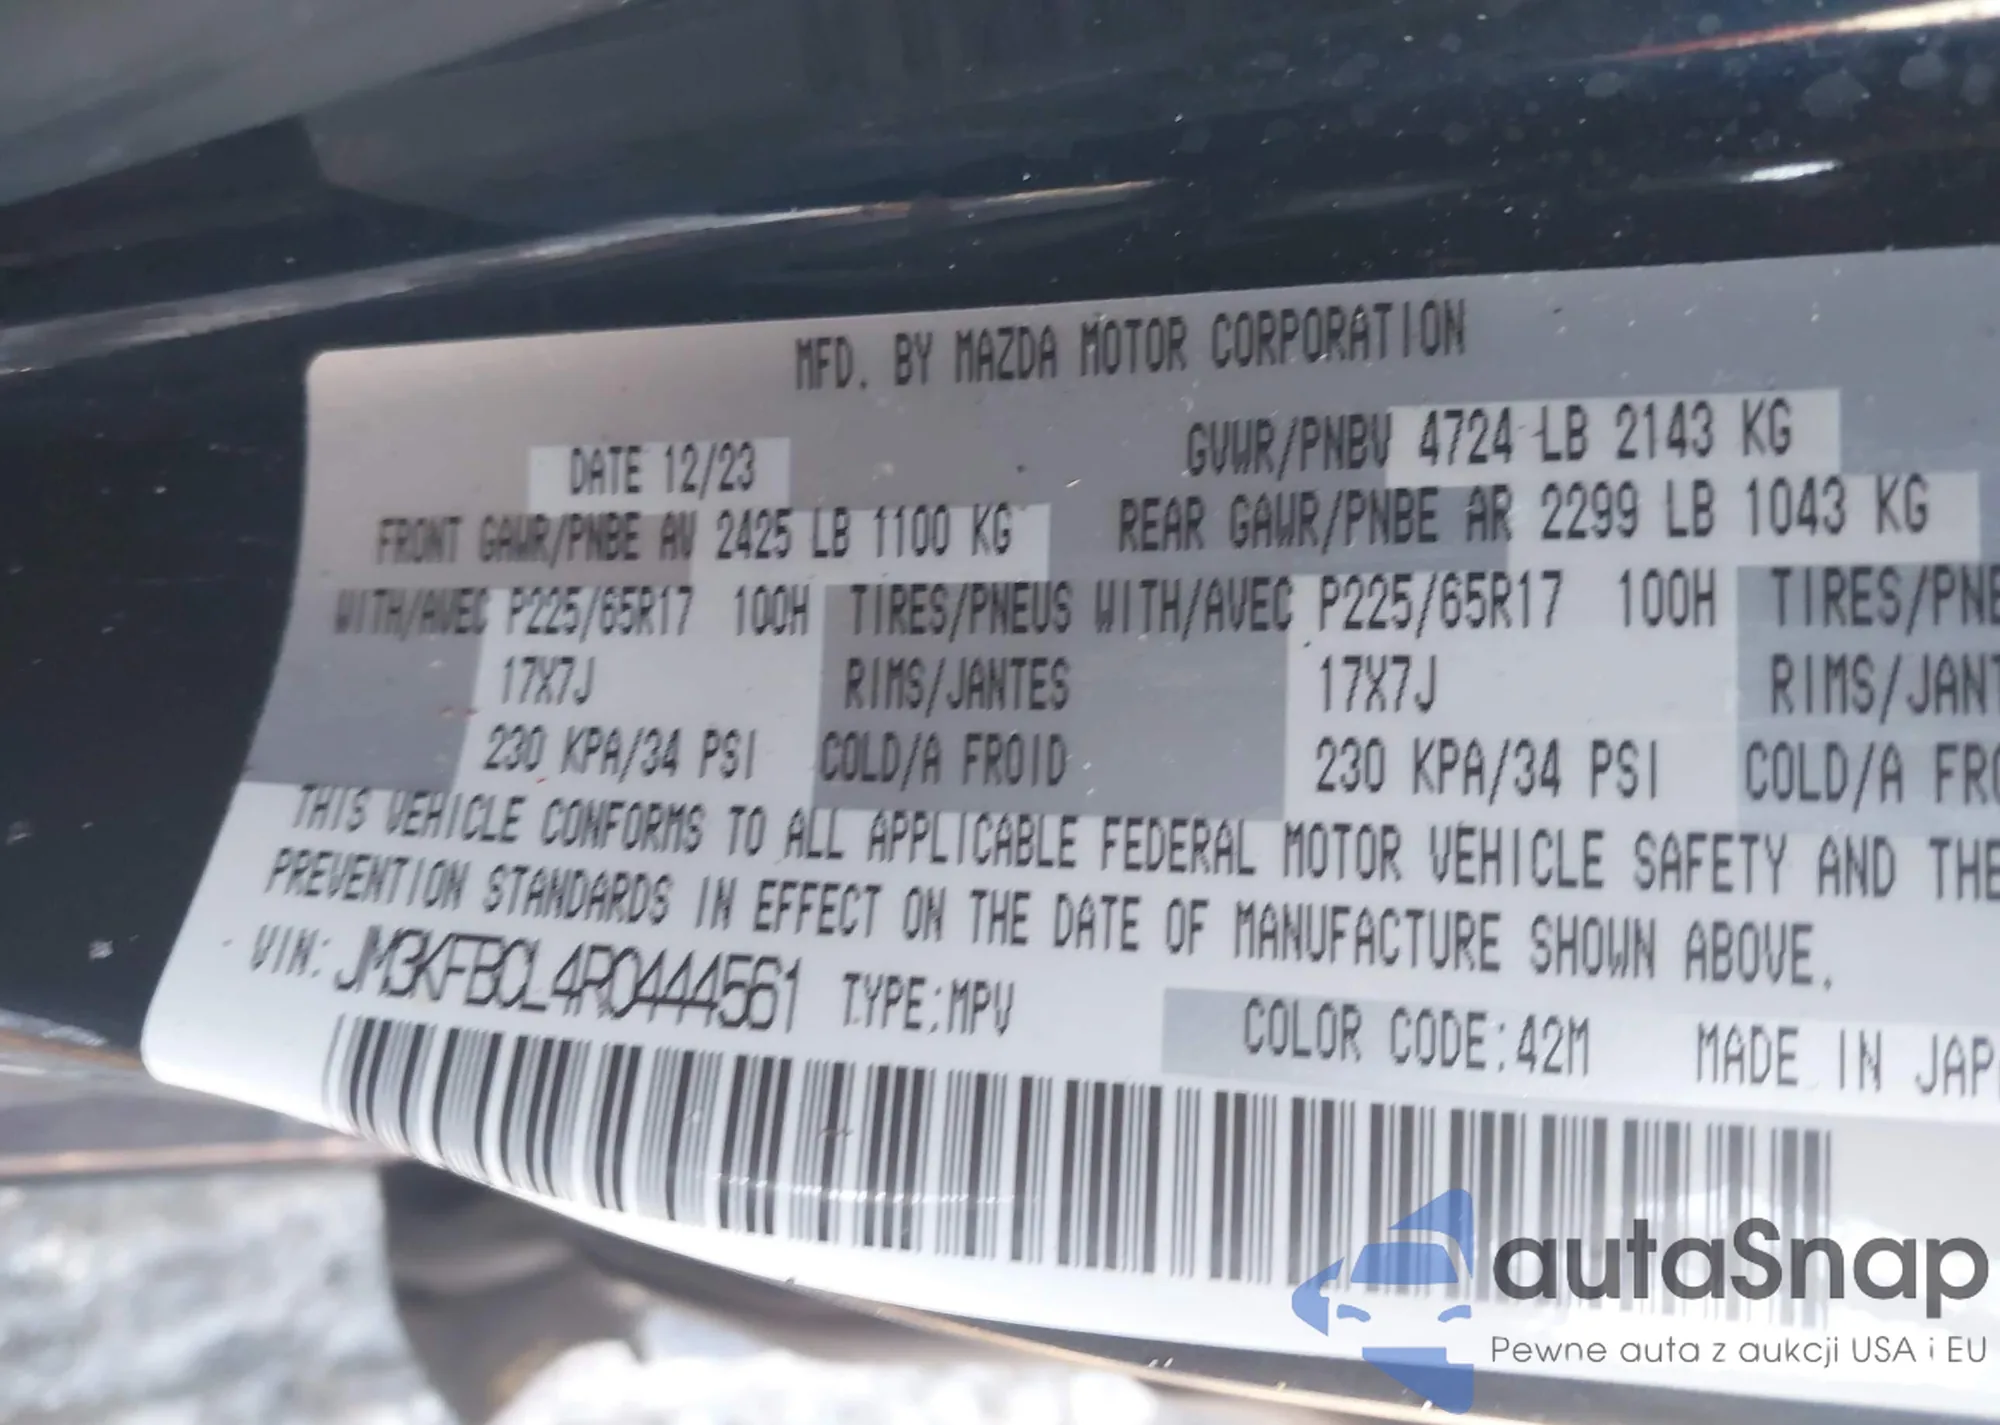 MFD. BY MAZDA MOTOR CORPORATION
DATE 12/23 GVWR/PNBV 4724 LB 2143 KG
FRONT GAWR/PNBE AV 2425 LB 1100 KG REAR GAWR/PNBE AR 2299 LB 1043 KG
WITH/AVEC P225/65R17 100H TIRES/PNEUS WITH/AVEC P225/65R17 100H TIRES/PNE
17X7J RIMS/JANTES 17X7J RIMS/JANT
230 KPA/34 PSI COLD/A FROID 230 KPA/34 PSI COLD/A FRO
THIS VEHICLE CONFORMS TO ALL APPLICABLE FEDERAL MOTOR VEHICLE SAFETY AND THE
PREVENTION STANDARDS IN EFFECT ON THE DATE OF MANUFACTURE SHOWN ABOVE.
VIN: JM3KFBCL4R0444561 TYPE:MPV COLOR CODE:42M MADE IN JAP
autaSnap
Pewne auta z aukcji USA i EU